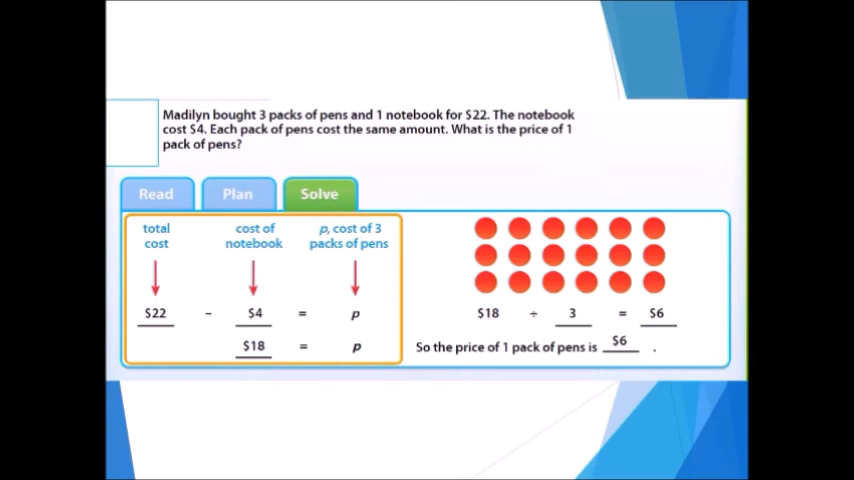 Madilyn bought 3 packs of pens and 1 notebook for $22. The notebook
cost $4. Each pack of pens cost the same amount. What is the price of 1
pack of pens?
Read Plan Solve
total cost of p, cost of 3
cost notebook packs of pens
$22 - $4 = p
$18 = p
$18 ÷ 3 = $6
So the price of 1 pack of pens is $6 .